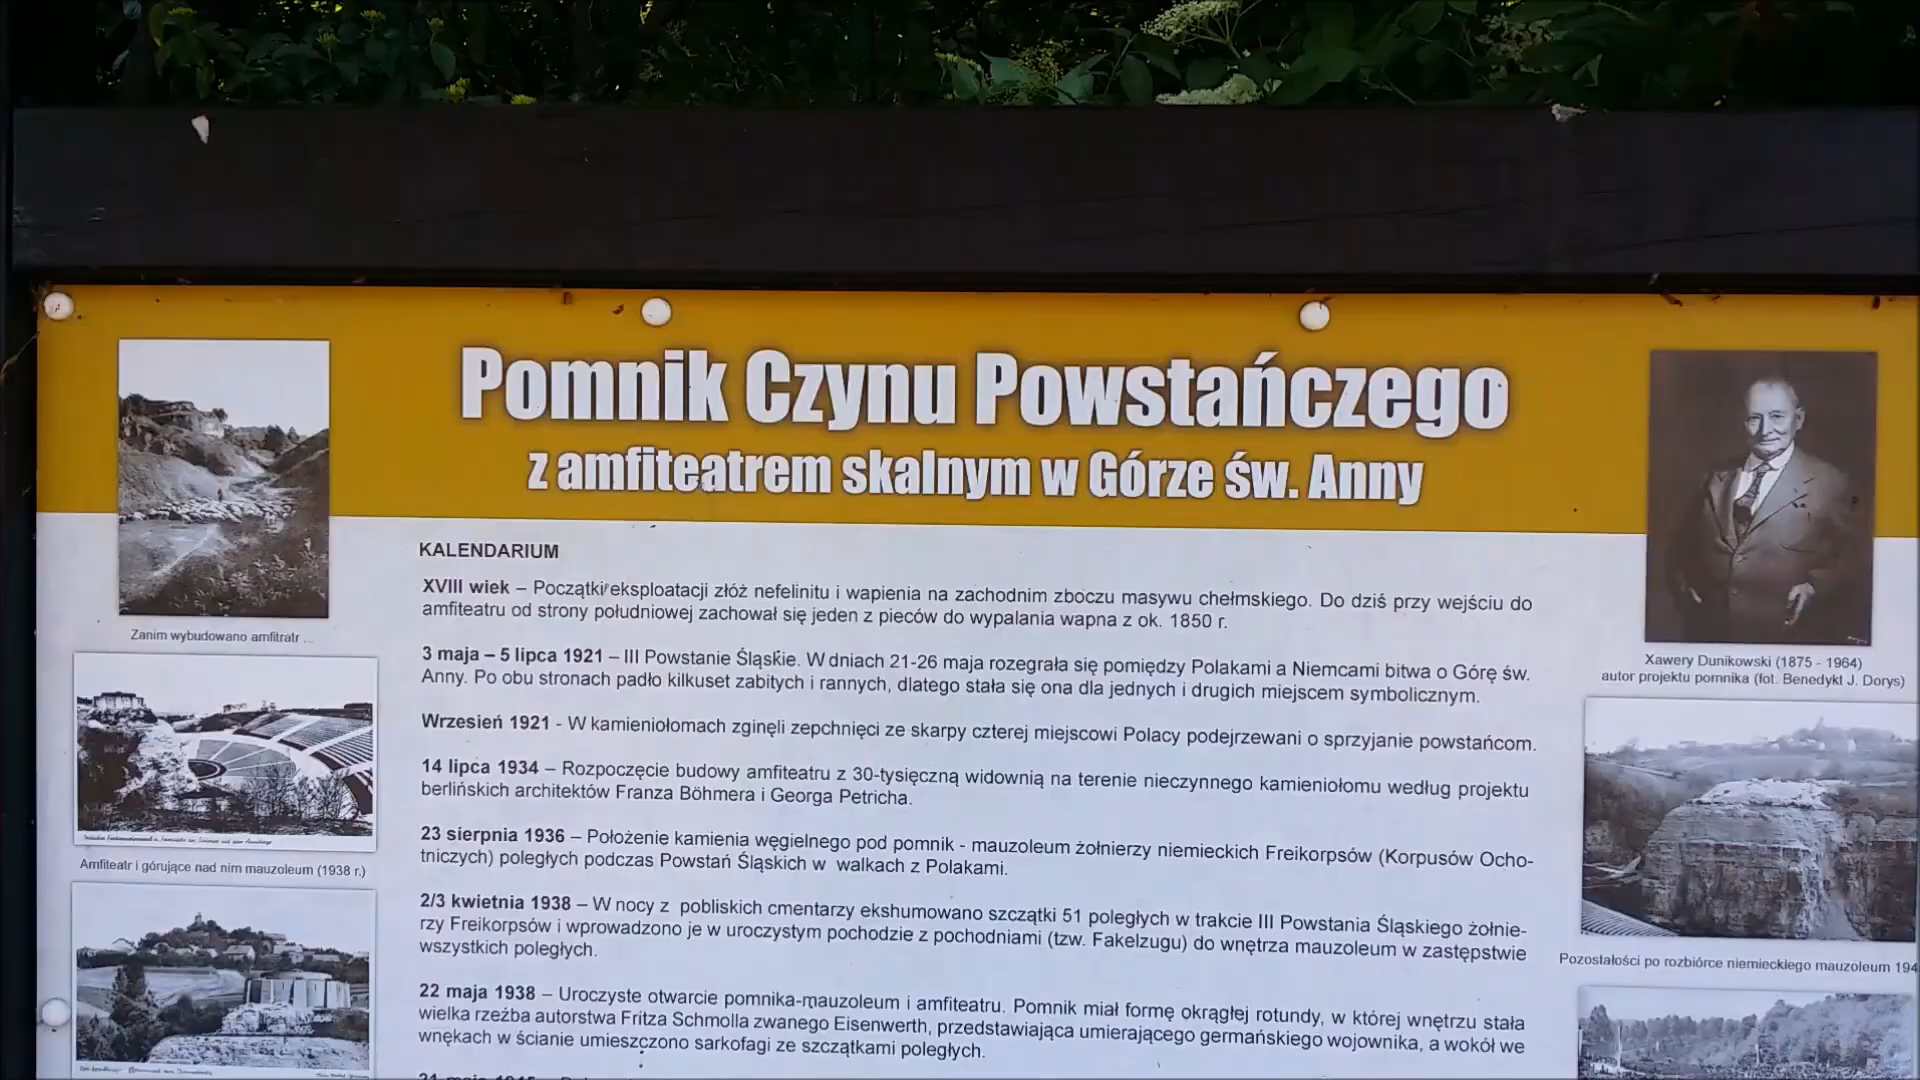 Pomnik Czynu Powstańczego
z amfiteatrem skalnym w Górze św. Anny
KALENDARIUM
XVIII wiek – Początki eksploatacji złóż nefelinitu i wapienia na zachodnim zboczu masywu chełmskiego. Do dziś przy wejściu do
amfiteatru od strony południowej zachował się jeden z pieców do wypalania wapna z ok. 1850 r.
3 maja – 5 lipca 1921 – III Powstanie Śląskie. W dniach 21-26 maja rozegrała się pomiędzy Polakami a Niemcami bitwa o Górę św.
Anny. Po obu stronach padło kilkuset zabitych i rannych, dlatego stała się ona dla jednych i drugich miejscem symbolicznym.
Wrzesień 1921 - W kamieniołomach zginęli zepchnięci ze skarpy czterej miejscowi Polacy podejrzewani o sprzyjanie powstańcom.
14 lipca 1934 – Rozpoczęcie budowy amfiteatru z 30-tysięczną widownią na terenie nieczynnego kamieniołomu według projektu
berlińskich architektów Franza Böhmera i Georga Petricha.
23 sierpnia 1936 – Położenie kamienia węgielnego pod pomnik - mauzoleum żołnierzy niemieckich Freikorpsów (Korpusów Ocho-
tniczych) poległych podczas Powstań Śląskich w walkach z Polakami.
2/3 kwietnia 1938 – W nocy z pobliskich cmentarzy ekshumowano szczątki 51 poległych w trakcie III Powstania Śląskiego żołnie-
rzy Freikorpsów i wprowadzono je w uroczystym pochodzie z pochodniami (tzw. Fakelzugu) do wnętrza mauzoleum w zastępstwie
wszystkich poległych.
22 maja 1938 – Uroczyste otwarcie pomnika-mauzoleum i amfiteatru. Pomnik miał formę okrągłej rotundy, w której wnętrzu stała
wielka rzeźba autorstwa Fritza Schmolla zwanego Eisenwerth, przedstawiająca umierającego germańskiego wojownika, a wokół we
wnękach w ścianie umieszczono sarkofagi ze szczątkami poległych.
Zanim wybudowano amfitratr ...
Amfiteatr i górujące nad nim mauzoleum (1938 r.)
Xawery Dunikowski (1875 - 1964)
autor projektu pomnika (fot. Benedykt J. Dorys)
Pozostałości po rozbiórce niemieckiego mauzoleum 194